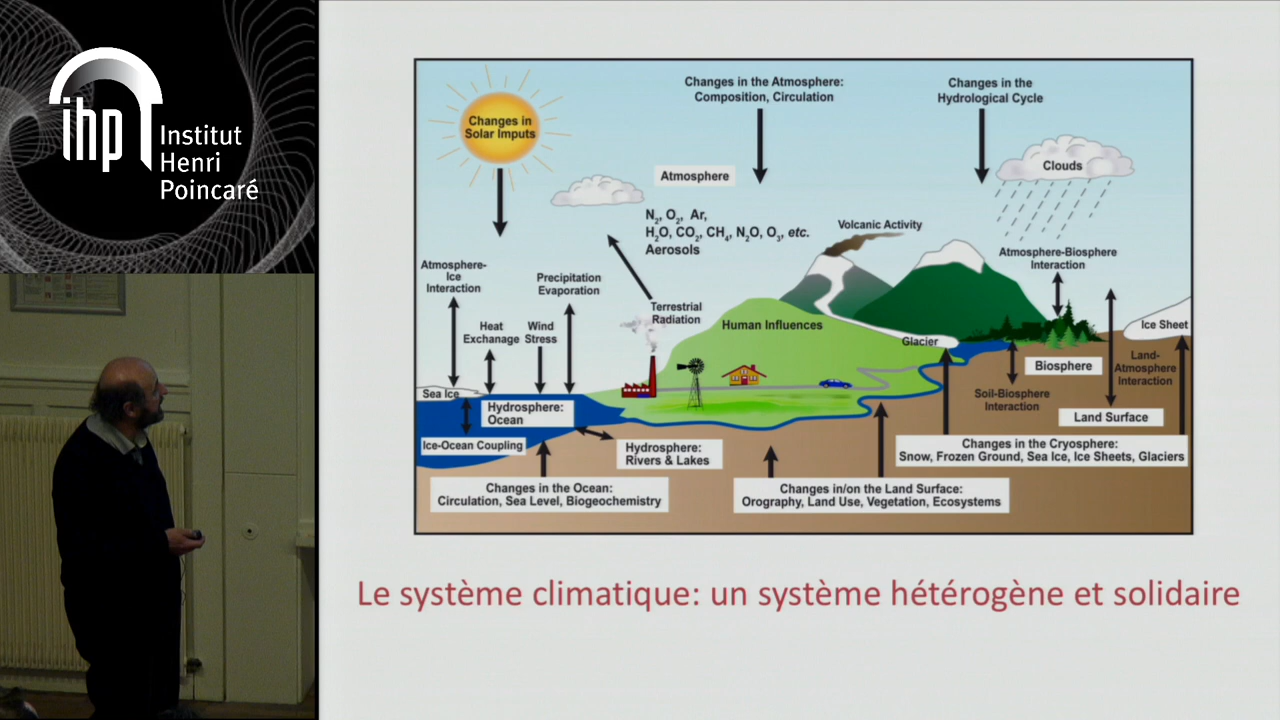 ihp
Institut
Henri
Poincaré
Changes in
Solar Imputs
Changes in the Atmosphere:
Composition, Circulation
Changes in the
Hydrological Cycle
Clouds
Atmosphere
N₂, O₂, Ar,
H₂O, CO₂, CH₄, N₂O, O₃, etc.
Aerosols
Volcanic Activity
Atmosphere-Biosphere
Interaction
Atmosphere-
Ice
Interaction
Precipitation
Evaporation
Terrestrial
Radiation
Heat
Exchanage
Wind
Stress
Human Influences
Glacier
Ice Sheet
Biosphere
Land-
Atmosphere
Interaction
Soil-Biosphere
Interaction
Land Surface
Sea Ice
Hydrosphere:
Ocean
Ice-Ocean Coupling
Hydrosphere:
Rivers & Lakes
Changes in the Cryosphere:
Snow, Frozen Ground, Sea Ice, Ice Sheets, Glaciers
Changes in the Ocean:
Circulation, Sea Level, Biogeochemistry
Changes in/on the Land Surface:
Orography, Land Use, Vegetation, Ecosystems
Le système climatique: un système hétérogène et solidaire